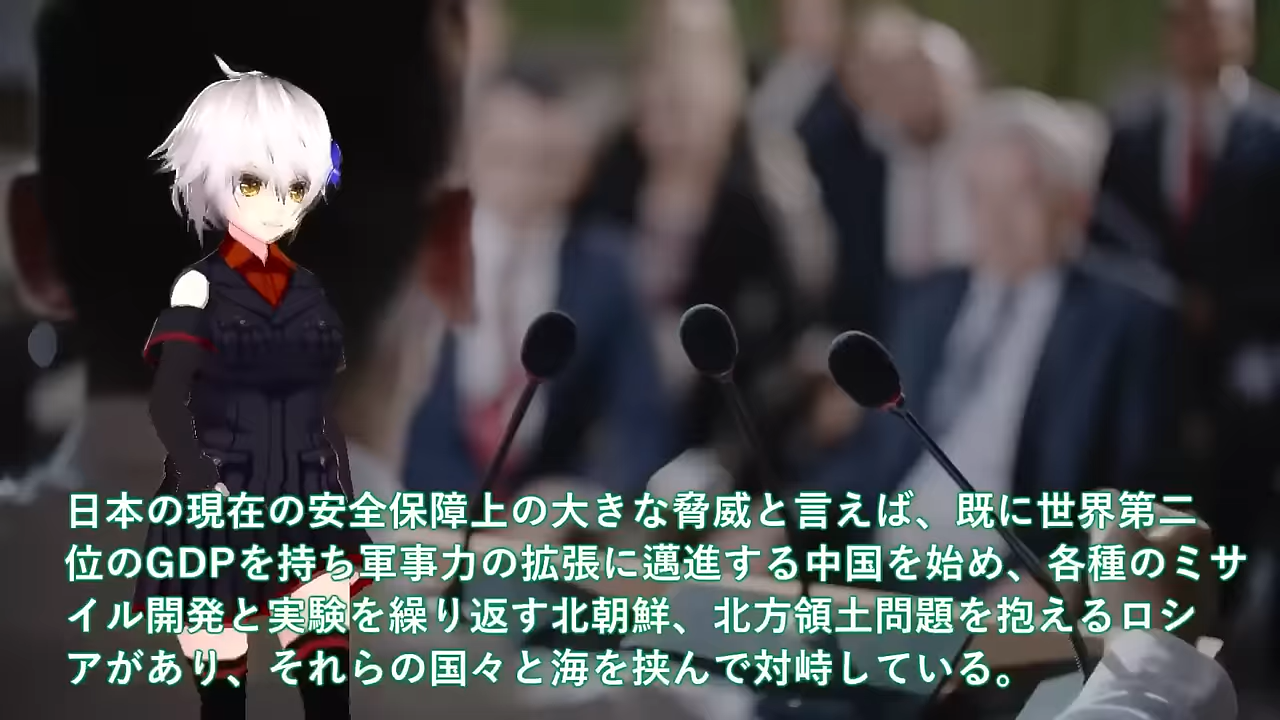 日本の現在の安全保障上の大きな脅威と言えば、既に世界第二
位のGDPを持ち軍事力の拡張に邁進する中国を始め、各種のミサ
イル開発と実験を繰り返す北朝鮮、北方領土問題を抱えるロシ
アがあり、それらの国々と海を挟んで対峙している。